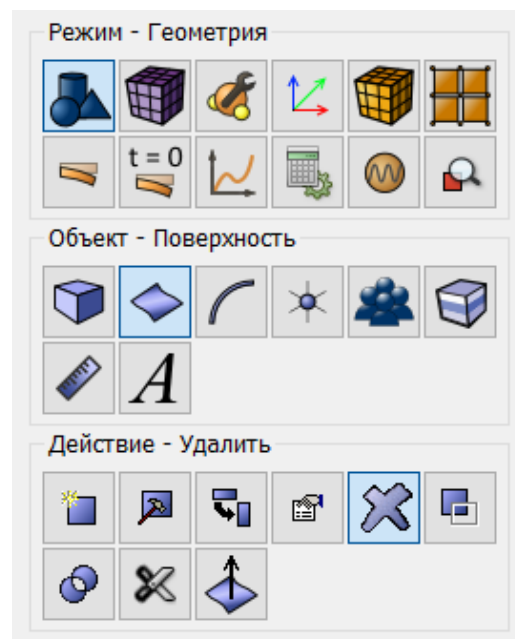 Режим - Геометрия
t = 0
Объект - Поверхность
A
Действие - Удалить